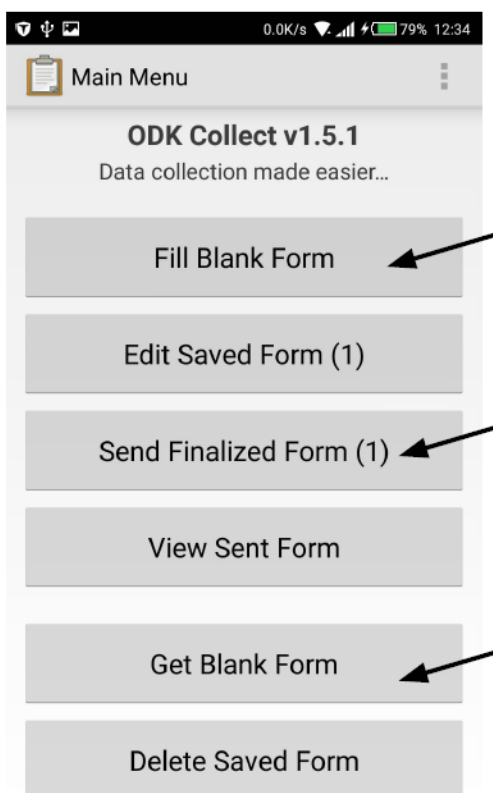 0.0K/s 79% 12:34
Main Menu
ODK Collect v1.5.1
Data collection made easier...
Fill Blank Form
Edit Saved Form (1)
Send Finalized Form (1)
View Sent Form
Get Blank Form
Delete Saved Form